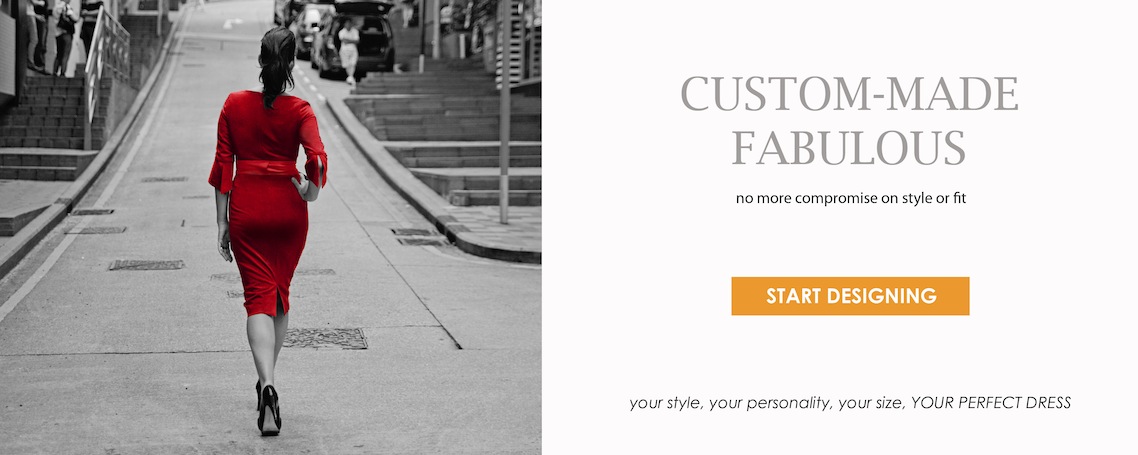 CUSTOM-MADE
FABULOUS
no more compromise on style or fit
START DESIGNING
your style, your personality, your size, YOUR PERFECT DRESS